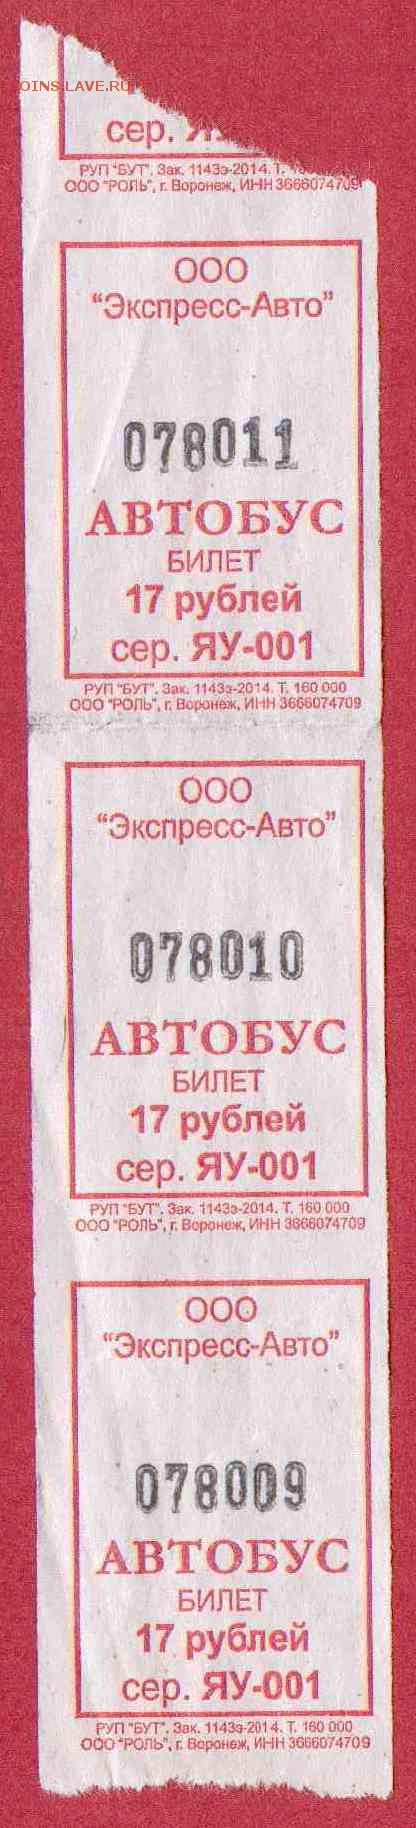 OINS.LAVE.RU
сер.
РУП "БУТ". Зак. 1143э-2014. Т.
ООО "РОЛЬ", г. Воронеж, ИНН 3666074709
ООО
“Экспресс-Авто”
078011
АВТОБУС
БИЛЕТ
17 рублей
сер. ЯУ-001
РУП "БУТ". Зак. 1143э-2014. Т. 160 000
ООО "РОЛЬ", г. Воронеж, ИНН 3666074709
ООО
“Экспресс-Авто”
078010
АВТОБУС
БИЛЕТ
17 рублей
сер. ЯУ-001
РУП "БУТ". Зак. 1143э-2014. Т. 160 000
ООО "РОЛЬ", г. Воронеж, ИНН 3666074709
ООО
“Экспресс-Авто”
078009
АВТОБУС
БИЛЕТ
17 рублей
сер. ЯУ-001
РУП "БУТ". Зак. 1143э-2014. Т. 160 000
ООО "РОЛЬ", г. Воронеж, ИНН 3666074709